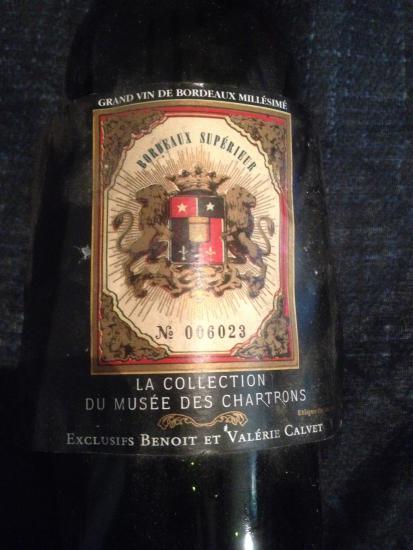 GRAND VIN DE BORDEAUX MILLÉSIMÉ
BORDEAUX SUPÉRIEUR
No 006023
LA COLLECTION
DU MUSÉE DES CHARTRONS
EXCLUSIFS BENOIT ET VALÉRIE CALVET